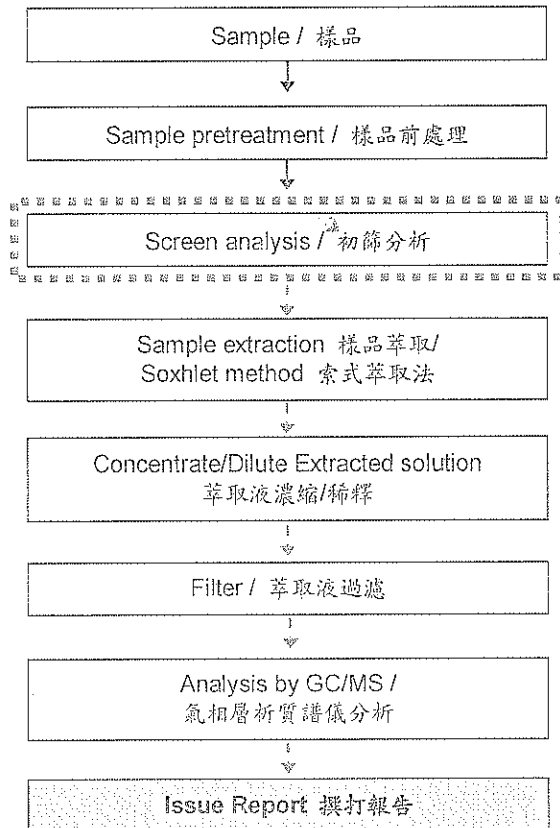 Sample / 樣品
Sample pretreatment / 樣品前處理
Screen analysis / 初篩分析
Sample extraction 樣品萃取/
Soxhlet method 索式萃取法
Concentrate/Dilute Extracted solution
萃取液濃縮/稀釋
Filter / 萃取液過濾
Analysis by GC/MS /
氣相層析質譜儀分析
Issue Report 撰打報告